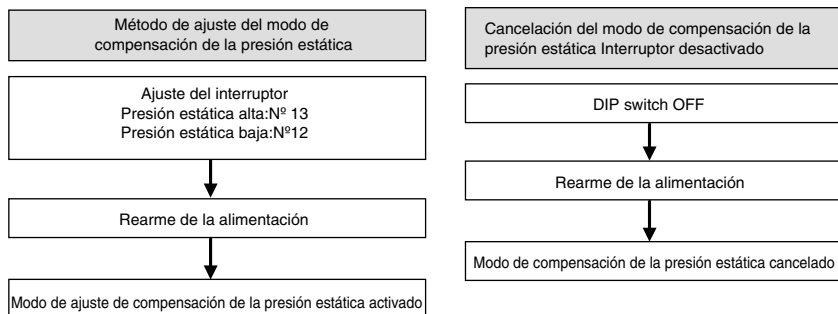 Método de ajuste del modo de
compensación de la presión estática
Ajuste del interruptor
Presión estática alta:Nº 13
Presión estática baja:Nº12
Rearme de la alimentación
Modo de ajuste de compensación de la presión estática activado
Cancelación del modo de compensación de la
presión estática Interruptor desactivado
DIP switch OFF
Rearme de la alimentación
Modo de compensación de la presión estática cancelado